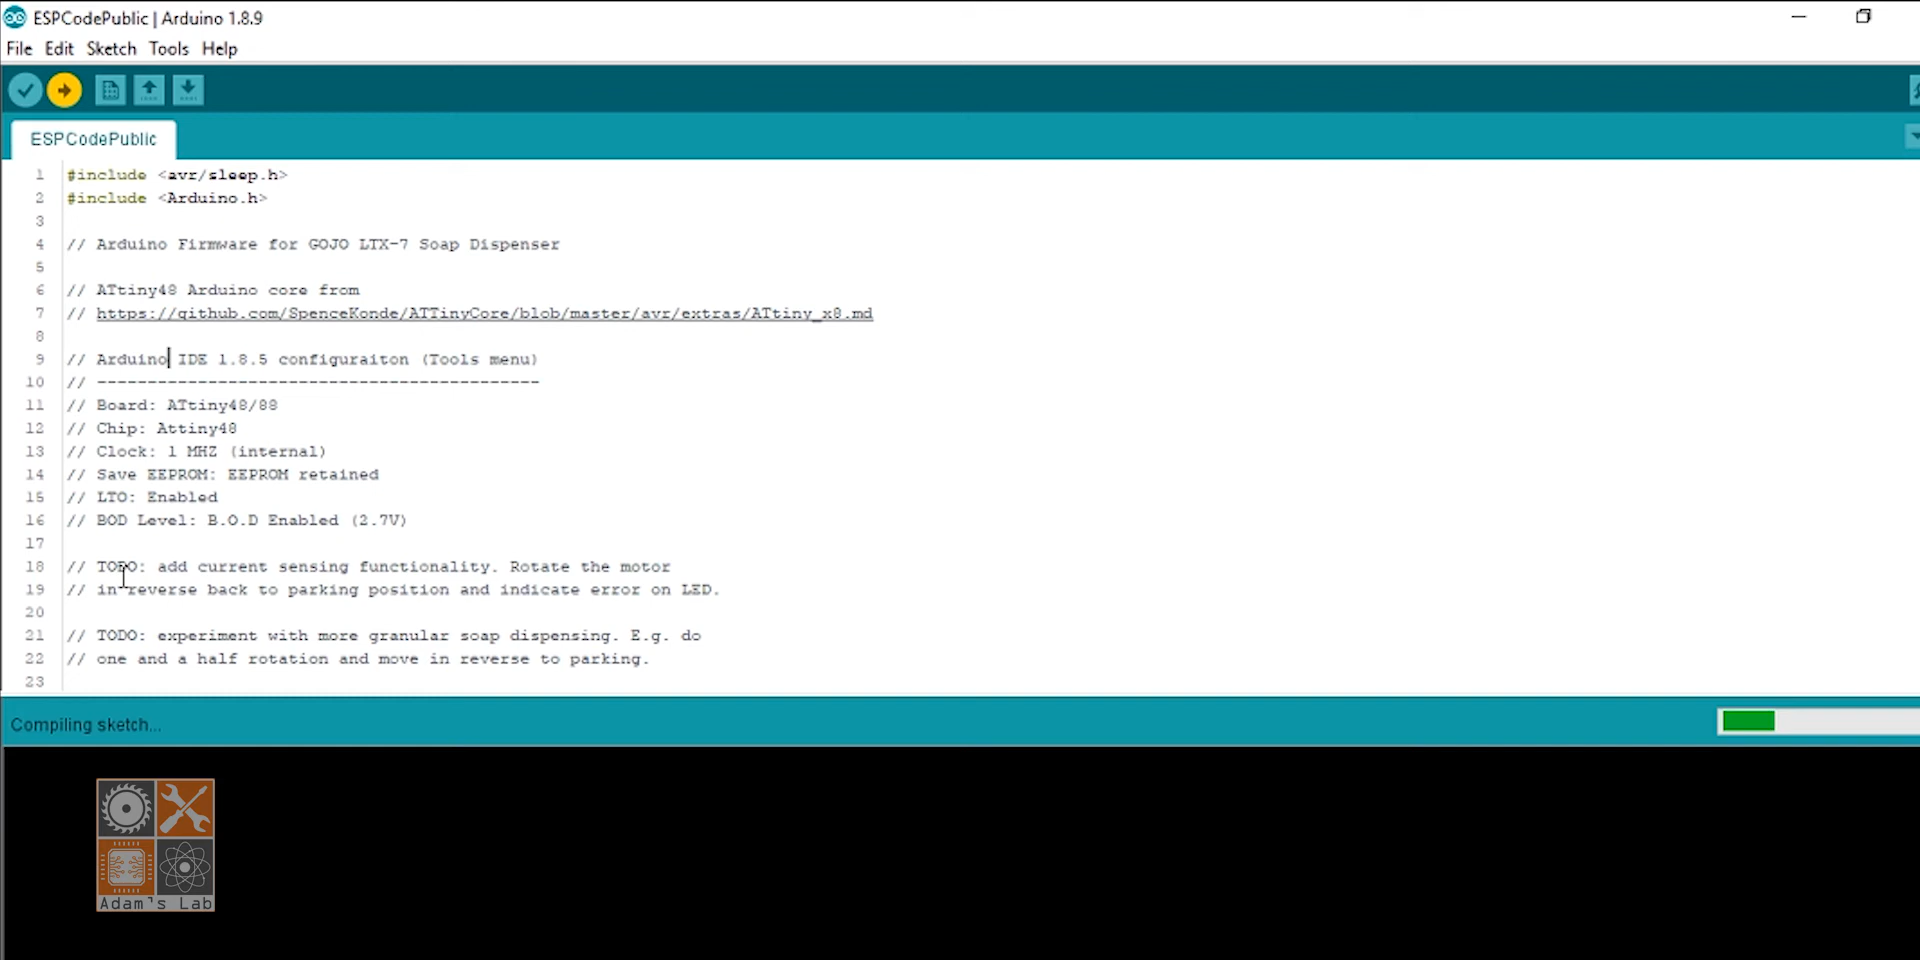 ESPCodePublic | Arduino 1.8.9
File Edit Sketch Tools Help
ESPCodePublic
1 #include <avr/sleep.h>
2 #include <Arduino.h>
3
4 // Arduino Firmware for GOJO LTX-7 Soap Dispenser
5
6 // ATtiny48 Arduino core from
7 // https://github.com/SpenceKonde/ATTinyCore/blob/master/avr/extras/ATtiny_x8.md
8
9 // Arduino IDE 1.8.5 configuraiton (Tools menu)
10 // --------------------------------------------
11 // Board: ATtiny48/88
12 // Chip: Attiny48
13 // Clock: 1 MHZ (internal)
14 // Save EEPROM: EEPROM retained
15 // LTO: Enabled
16 // BOD Level: B.O.D Enabled (2.7V)
17
18 // TODO: add current sensing functionality. Rotate the motor
19 // in reverse back to parking position and indicate error on LED.
20
21 // TODO: experiment with more granular soap dispensing. E.g. do
22 // one and a half rotation and move in reverse to parking.
23
Compiling sketch...
Adam's Lab